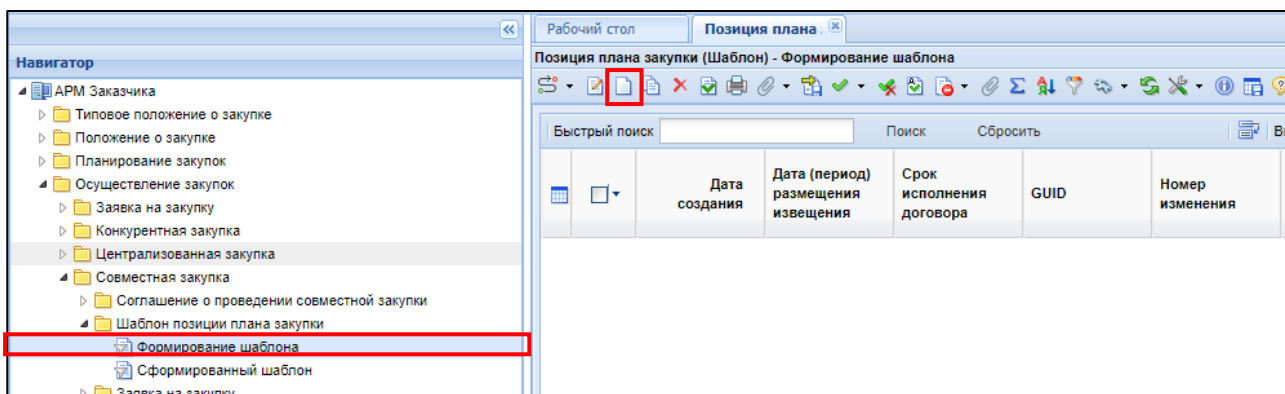 Рабочий стол
Позиция плана
Навигатор
Позиция плана закупки (Шаблон) - Формирование шаблона
АРМ Заказчика
Типовое положение о закупке
Положение о закупке
Планирование закупок
Осуществление закупок
Заявка на закупку
Конкурентная закупка
Централизованная закупка
Совместная закупка
Соглашение о проведении совместной закупки
Шаблон позиции плана закупки
Формирование шаблона
Сформированный шаблон
Заявка на закупку
Быстрый поиск
Поиск
Сбросить
Дата
создания
Дата (период)
размещения
извещения
Срок
исполнения
договора
GUID
Номер
изменения